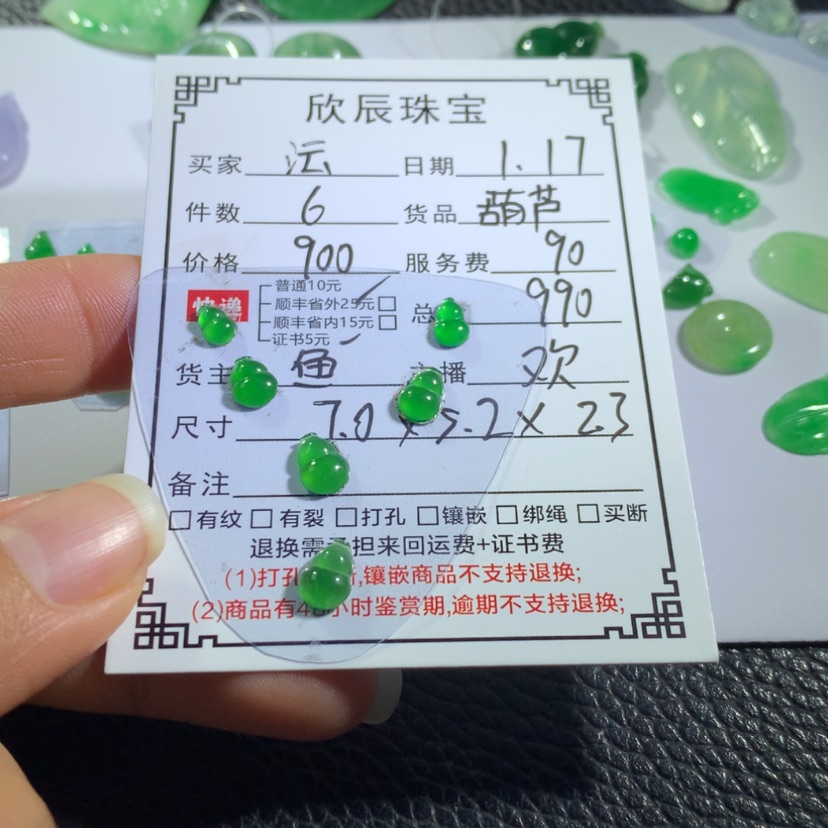 欣辰珠宝
买家 沄 日期 1.17
件数 6 货品 葫芦
价格 900 服务费 90
快递 普通10元
顺丰省外25元
顺丰省内15元
证书5元
总 990
货主 鱼 主播 欢
尺寸 7.0 x 5.2 x 2.3
备注
有纹 有裂 打孔 镶嵌 绑绳 买断
退换需承担来回运费+证书费
(1)打孔 镶嵌商品不支持退换;
(2)商品有48小时鉴赏期,逾期不支持退换;